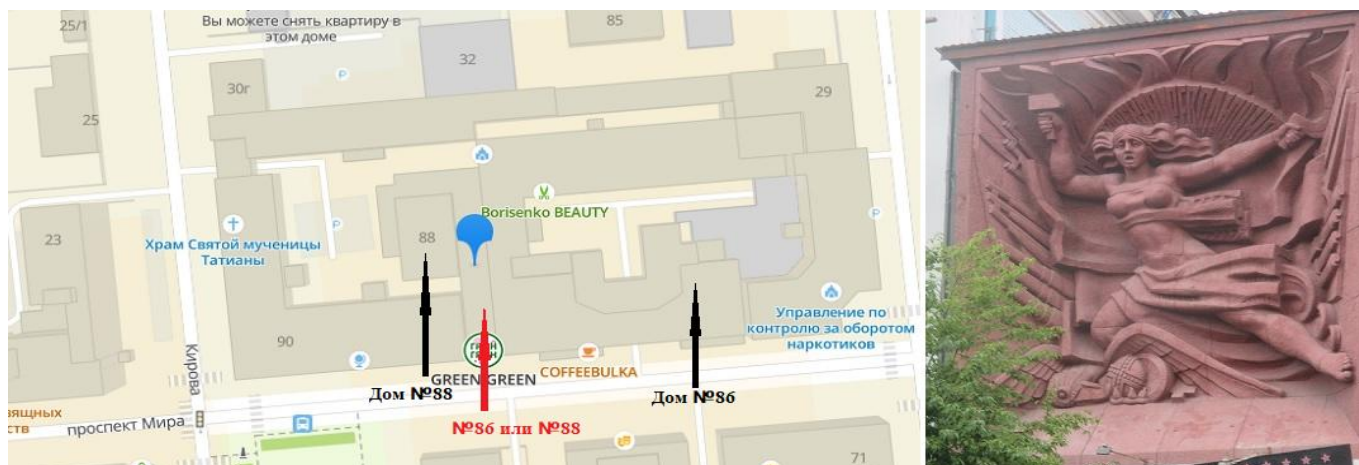 25/1
Вы можете снять квартиру в
этом доме
85
32
P
30г
29
25
Borisenko BEAUTY
P
23
Храм Святой мученицы
Татианы
P
88
Управление по
контролю за оборотом
наркотиков
90
GREEN GREEN
COFFEEBULKA
Дом №88
Дом №86
Кирова
вящных
ств
проспект Мира
№86 или №88
71